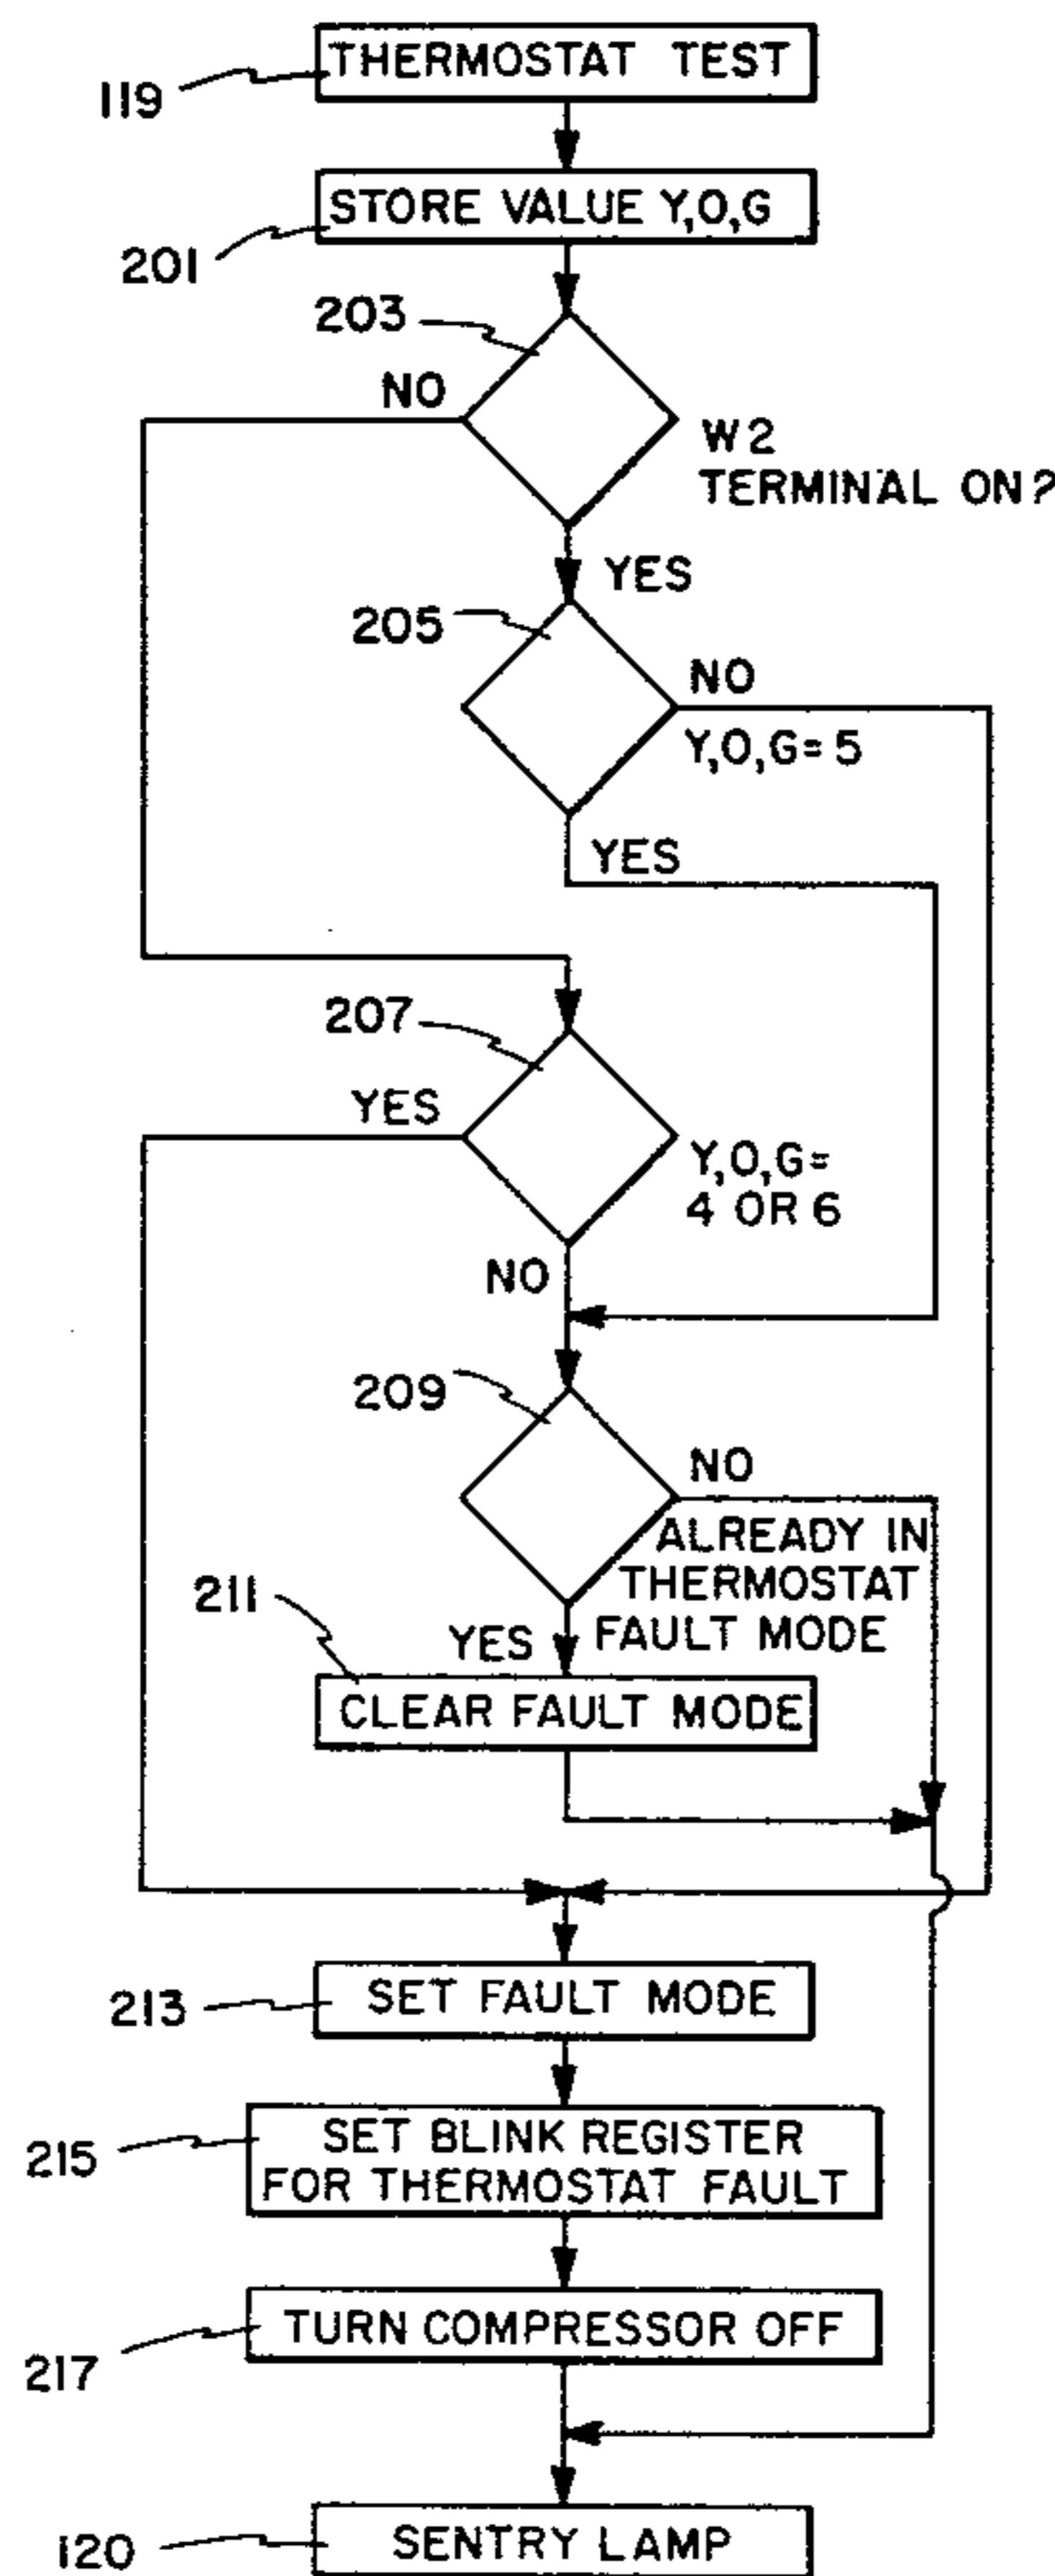 THERMOSTAT TEST
119
STORE VALUE Y,O,G
201
203
NO
W2
TERMINAL ON?
YES
205
NO
Y,O,G=5
YES
207
YES
Y,O,G=
4 OR 6
NO
209
NO
ALREADY IN
THERMOSTAT
FAULT MODE
211
YES
CLEAR FAULT MODE
SET FAULT MODE
213
SET BLINK REGISTER
FOR THERMOSTAT FAULT
215
TURN COMPRESSOR OFF
217
SENTRY LAMP
120